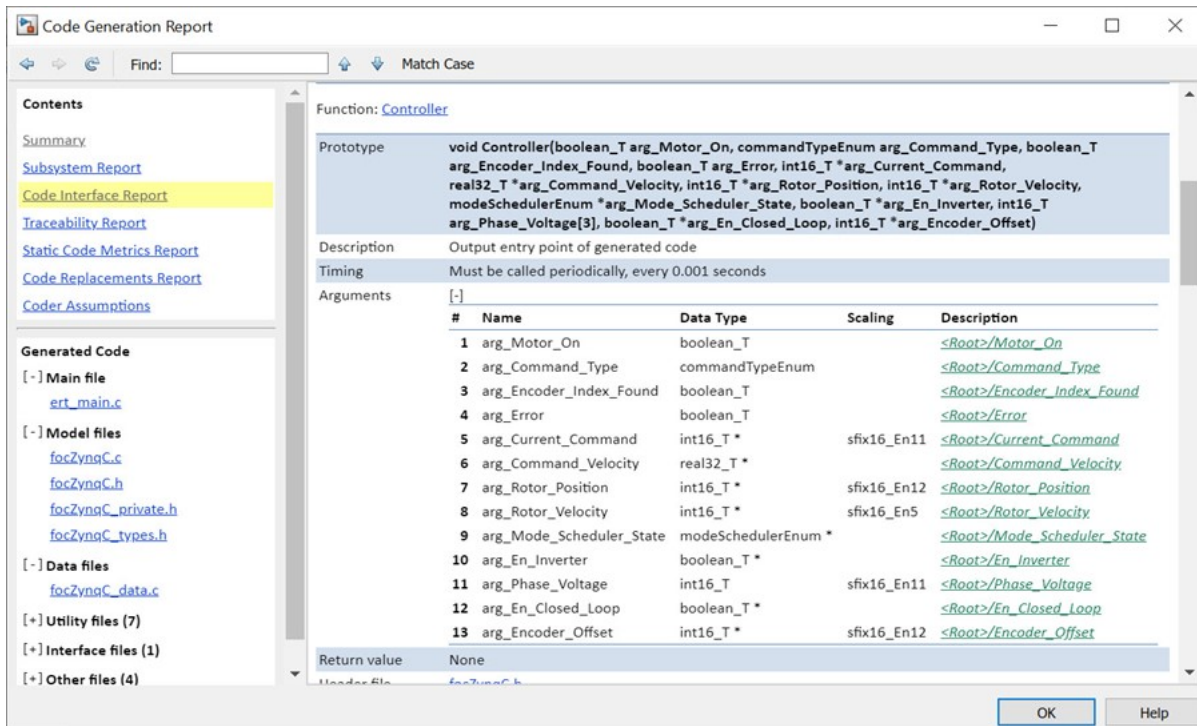 Code Generation Report
Find: Match Case
Contents
Summary
Subsystem Report
Code Interface Report
Traceability Report
Static Code Metrics Report
Code Replacements Report
Coder Assumptions
Generated Code
[-] Main file
ert_main.c
[-] Model files
focZynqC.c
focZynqC.h
focZynqC_private.h
focZynqC_types.h
[-] Data files
focZynqC_data.c
[+] Utility files (7)
[+] Interface files (1)
[+] Other files (4)
Function: Controller
Prototype void Controller(boolean_T arg_Motor_On, commandTypeEnum arg_Command_Type, boolean_T
arg_Encoder_Index_Found, boolean_T arg_Error, int16_T *arg_Current_Command,
real32_T *arg_Command_Velocity, int16_T *arg_Rotor_Position, int16_T *arg_Rotor_Velocity,
modeSchedulerEnum *arg_Mode_Scheduler_State, boolean_T *arg_En_Inverter, int16_T
arg_Phase_Voltage[3], boolean_T *arg_En_Closed_Loop, int16_T *arg_Encoder_Offset)
Description Output entry point of generated code
Timing Must be called periodically, every 0.001 seconds
Arguments [-]
# Name Data Type Scaling Description
1 arg_Motor_On boolean_T <Root>/Motor_On
2 arg_Command_Type commandTypeEnum <Root>/Command_Type
3 arg_Encoder_Index_Found boolean_T <Root>/Encoder_Index_Found
4 arg_Error boolean_T <Root>/Error
5 arg_Current_Command int16_T * sfix16_En11 <Root>/Current_Command
6 arg_Command_Velocity real32_T * <Root>/Command_Velocity
7 arg_Rotor_Position int16_T * sfix16_En12 <Root>/Rotor_Position
8 arg_Rotor_Velocity int16_T * sfix16_En5 <Root>/Rotor_Velocity
9 arg_Mode_Scheduler_State modeSchedulerEnum * <Root>/Mode_Scheduler_State
10 arg_En_Inverter boolean_T * <Root>/En_Inverter
11 arg_Phase_Voltage int16_T sfix16_En11 <Root>/Phase_Voltage
12 arg_En_Closed_Loop boolean_T * <Root>/En_Closed_Loop
13 arg_Encoder_Offset int16_T * sfix16_En12 <Root>/Encoder_Offset
Return value None
Header file focZynqC.h
OK Help